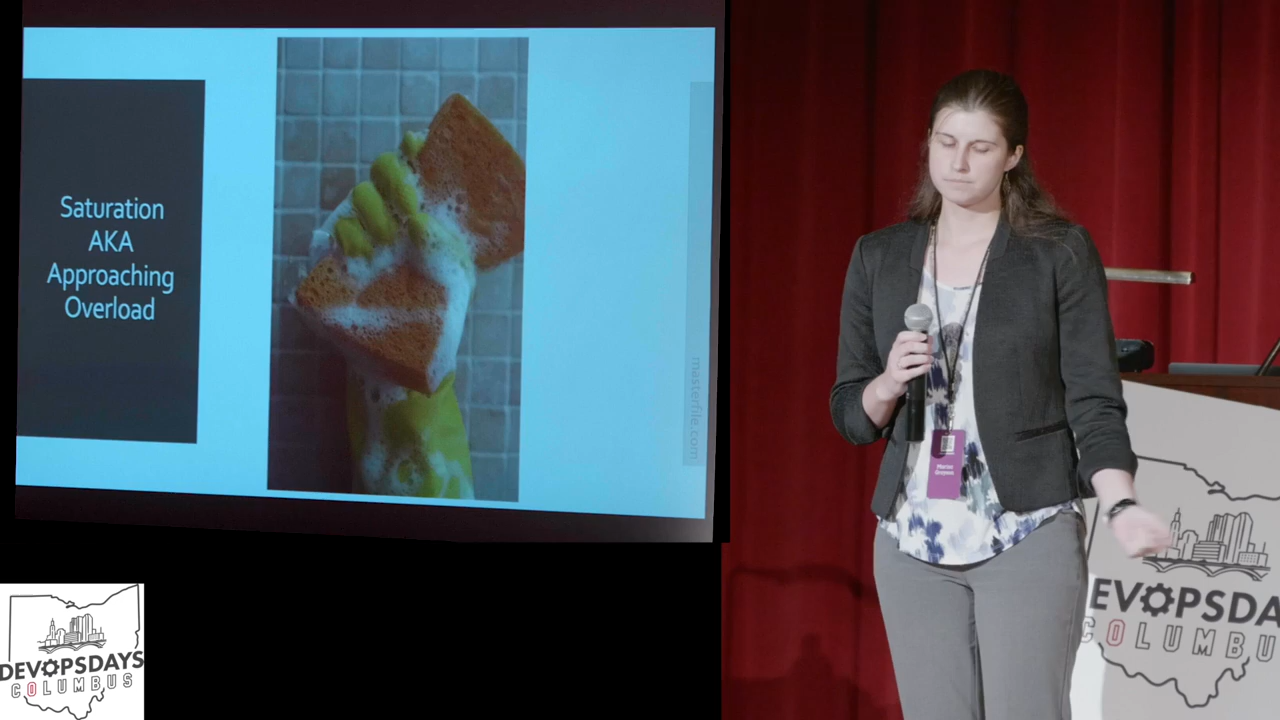 Saturation
AKA
Approaching
Overload
masterfile.com
DEVOPSDAYS
COLUMBUS
EVOPSDA
COLUMBU